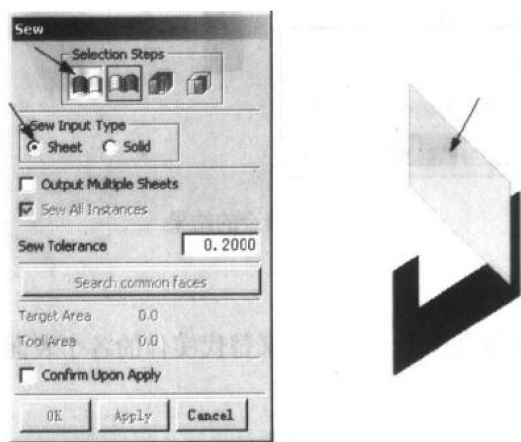 Sew
Selection Steps
Sew Input Type
Sheet Solid
Output Multiple Sheets
Sew All Instances
Sew Tolerance 0.2000
Search common faces
Target Area 0.0
Tool Area 0.0
Confirm Upon Apply
OK Apply Cancel